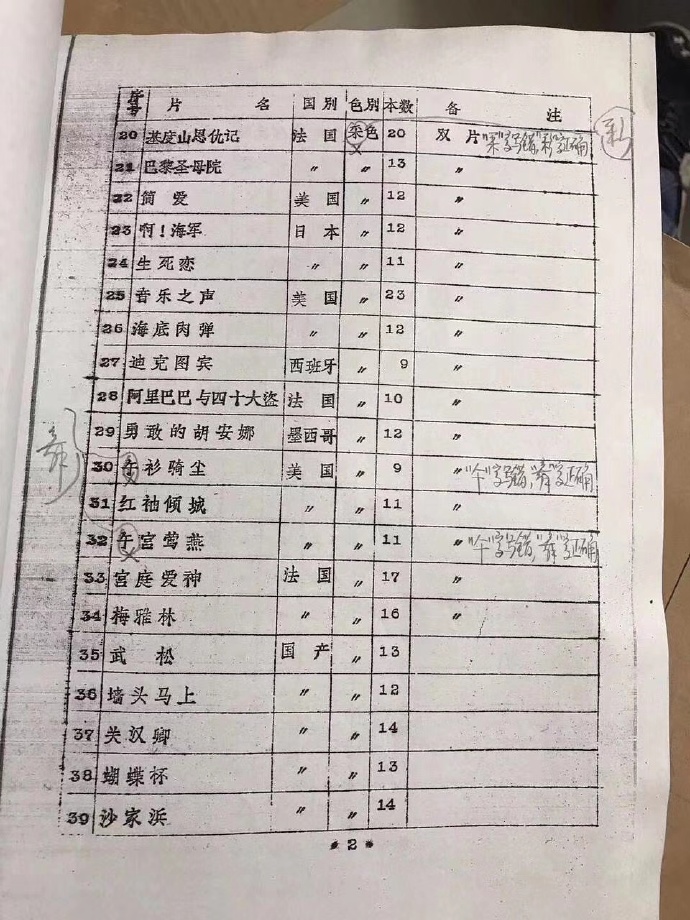 序号 片 名 国别 色别 本数 备 注
20 基度山恩仇记 法 国 染色 20 双 片 "采"字错,"彩"字正确 彩
21 巴黎圣母院 〃 〃 13 〃
22 简 爱 美 国 〃 12 〃
23 啊!海军 日 本 〃 12 〃
24 生死恋 〃 〃 11 〃
25 音乐之声 美 国 〃 23 〃
26 海底肉弹 〃 〃 12 〃
27 迪克图宾 西班牙 〃 9 〃
28 阿里巴巴与四十大盗 法 国 〃 10 〃
29 勇敢的胡安娜 墨西哥 〃 12 〃
舞
30 午衫骑尘 美 国 〃 9 〃 "午"字错,"舞"字正确
31 红袖倾城 〃 〃 11 〃
32 午宫莺燕 〃 〃 11 〃 "午"字错,"舞"字正确
33 宫庭爱神 法 国 〃 17 〃
34 梅雅林 〃 〃 16 〃
35 武 松 国 产 〃 13
36 墙头马上 〃 〃 12
37 关汉卿 〃 〃 14
38 蝴蝶杯 〃 〃 13
39 沙家浜 〃 〃 14
* 2 *